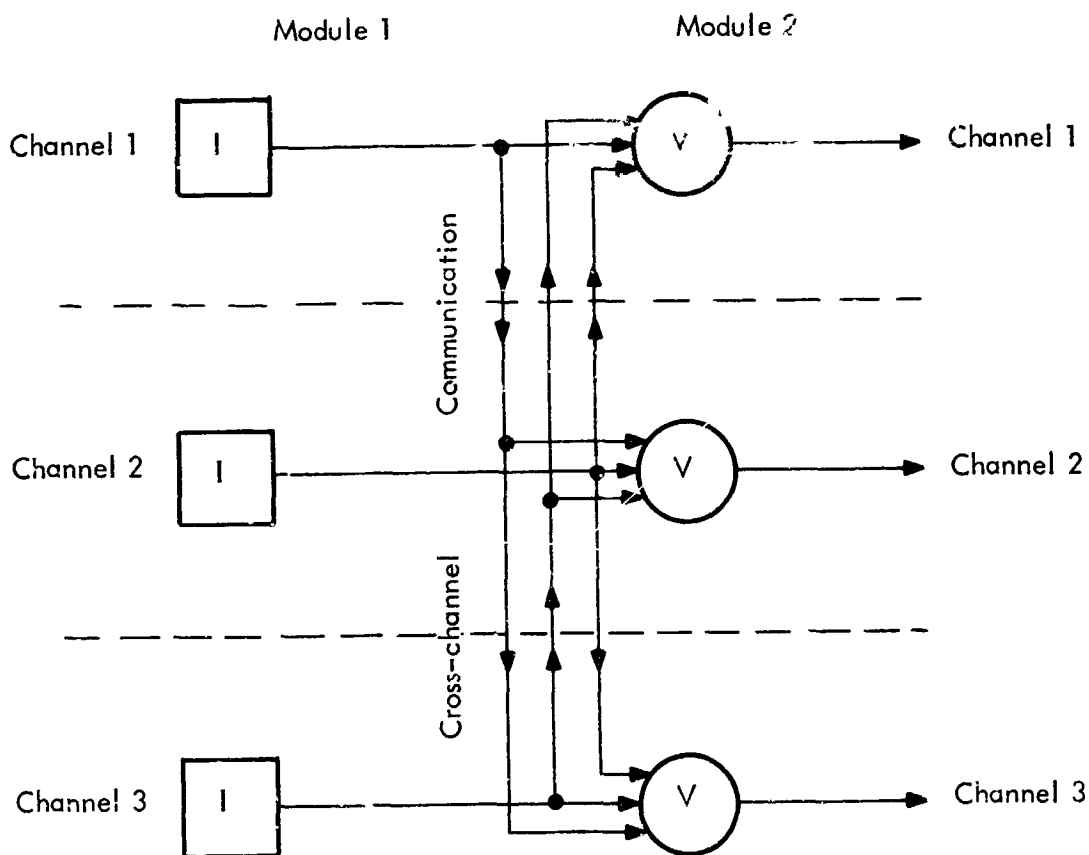 Module 1
Module 2
Channel 1
I
V
Channel 1
Communication
Channel 2
I
V
Channel 2
Cross-channel
Channel 3
I
V
Channel 3